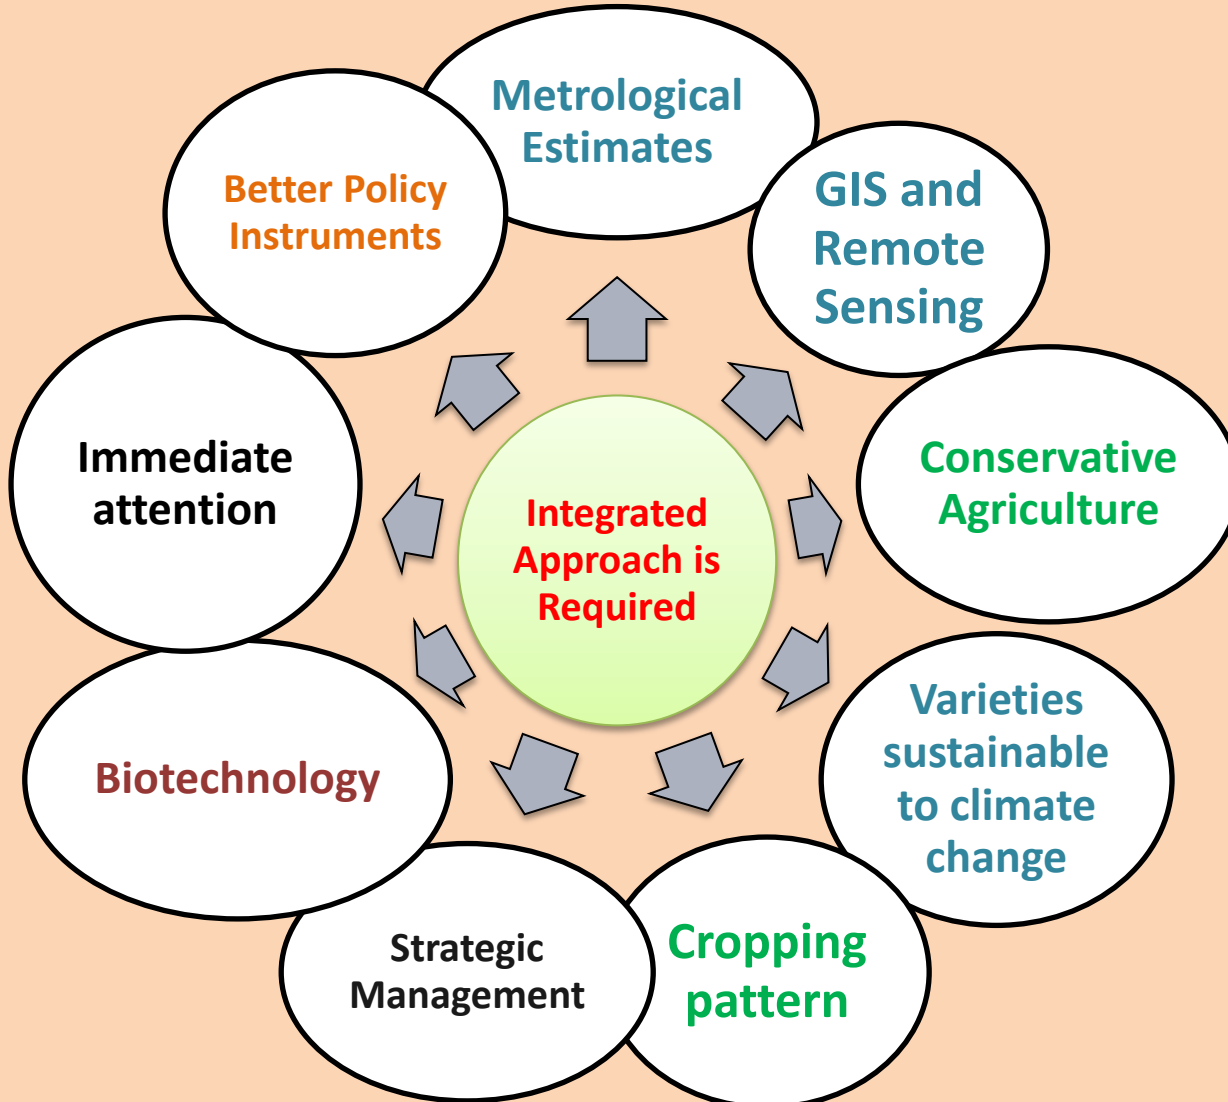 Metrological
Estimates
GIS and
Remote
Sensing
Conservative
Agriculture
Varieties
sustainable
to climate
change
Cropping
pattern
Strategic
Management
Biotechnology
Immediate
attention
Better Policy
Instruments
Integrated
Approach is
Required